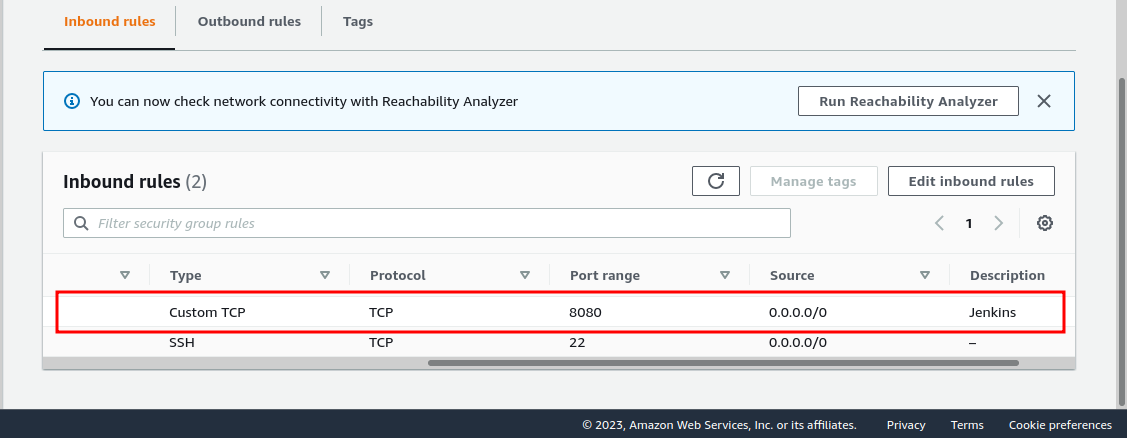 Inbound rules Outbound rules Tags
You can now check network connectivity with Reachability Analyzer Run Reachability Analyzer
Inbound rules (2) Manage tags Edit inbound rules
Filter security group rules 1
Type Protocol Port range Source Description
Custom TCP TCP 8080 0.0.0.0/0 Jenkins
SSH TCP 22 0.0.0.0/0 –
© 2023, Amazon Web Services, Inc. or its affiliates. Privacy Terms Cookie preferences